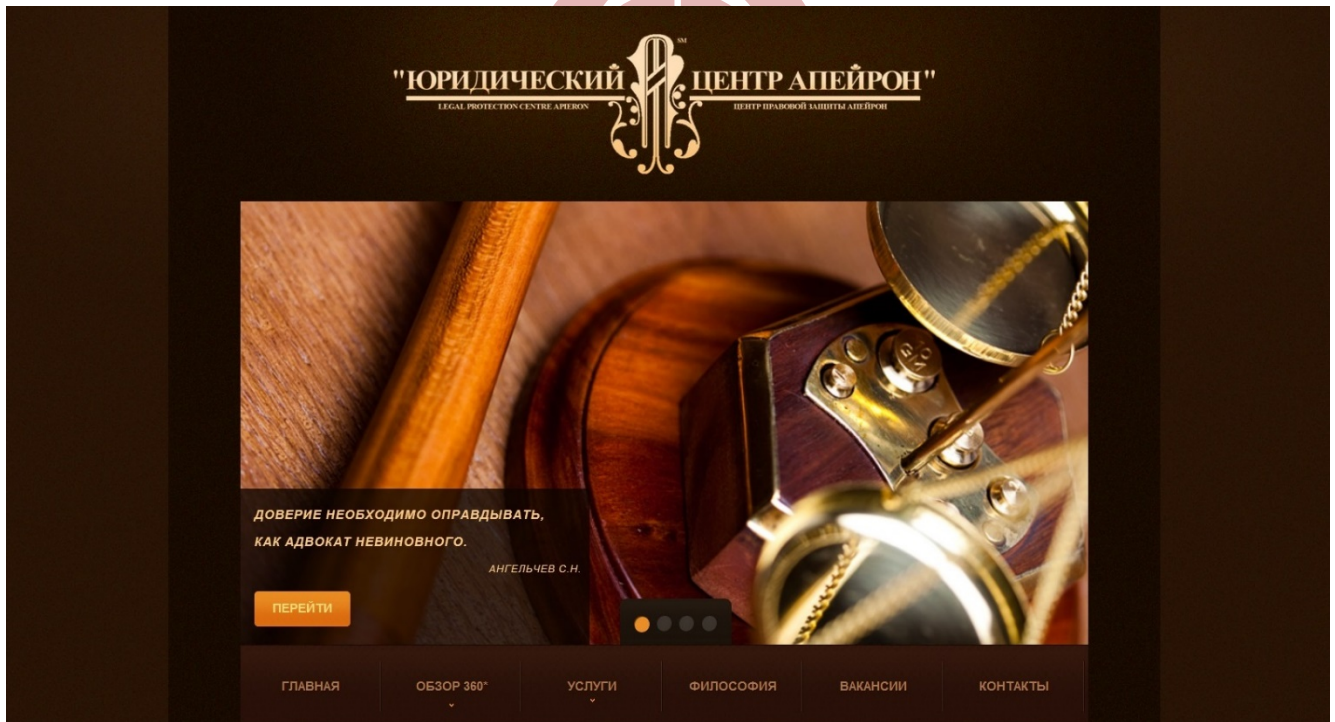 SM
"ЮРИДИЧЕСКИЙ ЦЕНТР АПЕЙРОН"
LEGAL PROTECTION CENTRE APIERON ЦЕНТР ПРАВОВОЙ ЗАЩИТЫ АПЕЙРОН
ДОВЕРИЕ НЕОБХОДИМО ОПРАВДЫВАТЬ,
КАК АДВОКАТ НЕВИНОВНОГО.
АНГЕЛЬЧЕВ С.Н.
ПЕРЕЙТИ
ГЛАВНАЯ ОБЗОР 360° УСЛУГИ ФИЛОСОФИЯ ВАКАНСИИ КОНТАКТЫ